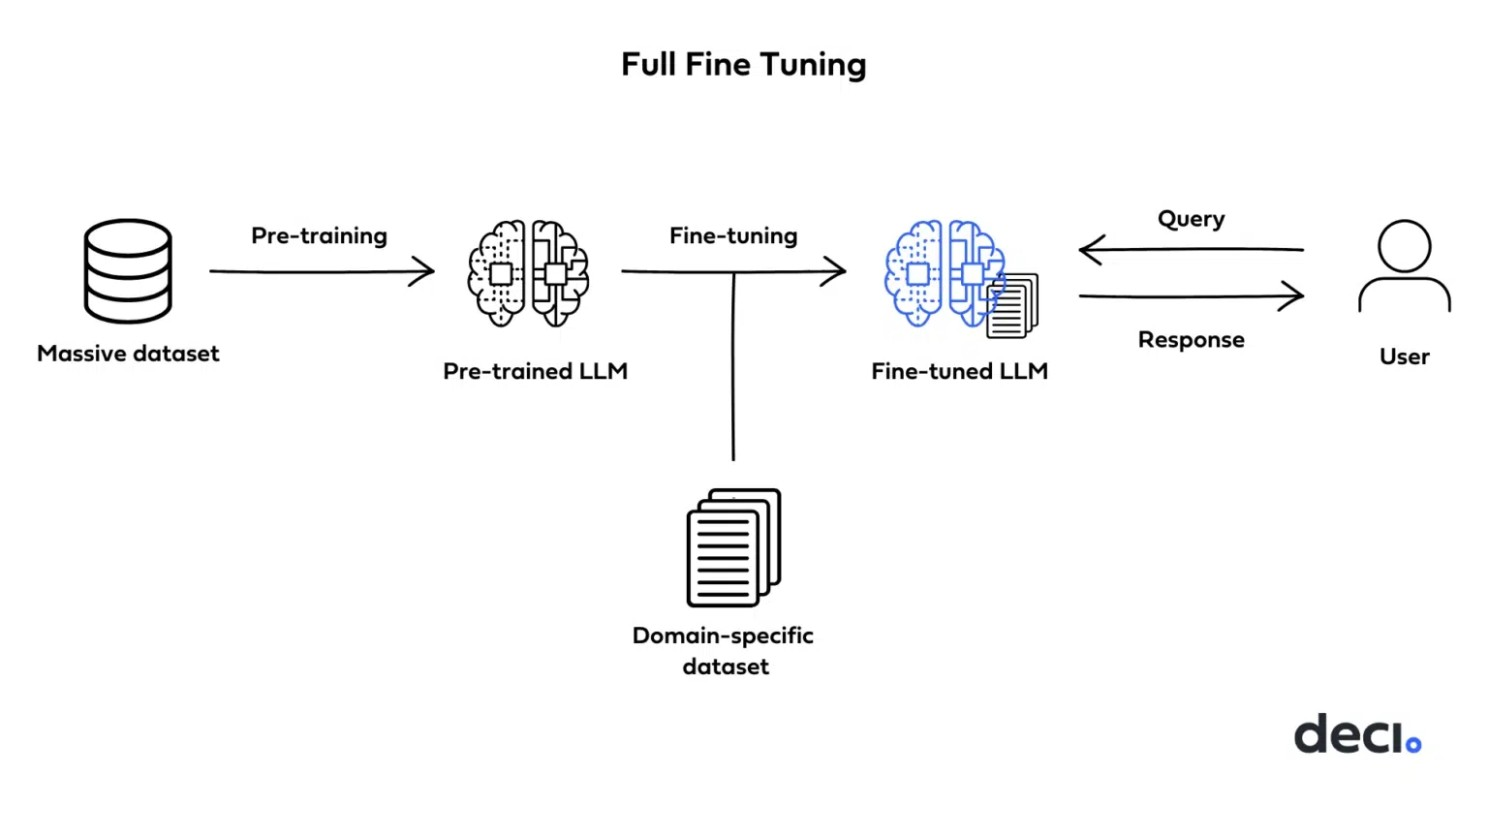 Full Fine Tuning
Pre-training
Fine-tuning
Query
Massive dataset
Pre-trained LLM
Fine-tuned LLM
Response
User
Domain-specific
dataset
deci.